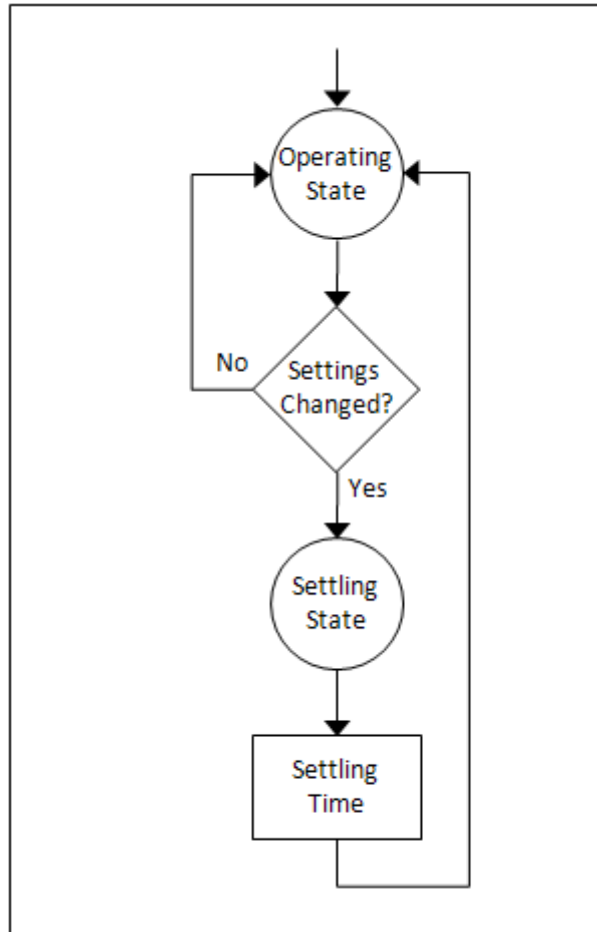 Operating
State
Settings
Changed?
No
Yes
Settling
State
Settling
Time